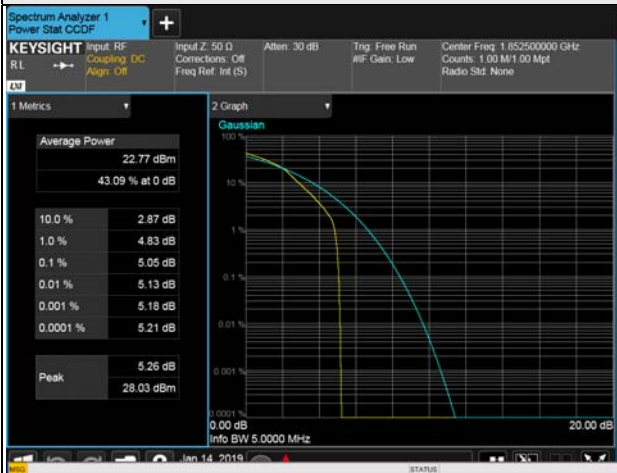 Spectrum Analyzer 1
Power Stat CCDF
KEYSIGHT
RL
LXI
Input: RF
Coupling: DC
Align: Off
Input Z: 50 Ω
Corrections: Off
Freq Ref: Int (S)
Atten: 30 dB
Trig: Free Run
#IF Gain: Low
Center Freq: 1.852500000 GHz
Counts: 1.00 M/1.00 Mpt
Radio Std: None
1 Metrics
Average Power
22.77 dBm
43.09 % at 0 dB
10.0 % 2.87 dB
1.0 % 4.83 dB
0.1 % 5.05 dB
0.01 % 5.13 dB
0.001 % 5.18 dB
0.0001 % 5.21 dB
Peak
5.26 dB
28.03 dBm
2 Graph
Gaussian
100 %
10 %
1 %
0.1 %
0.01 %
0.001 %
0.0001 %
0.00 dB
20.00 dB
Info BW 5.0000 MHz
Jan 14, 2019
MSG
STATUS